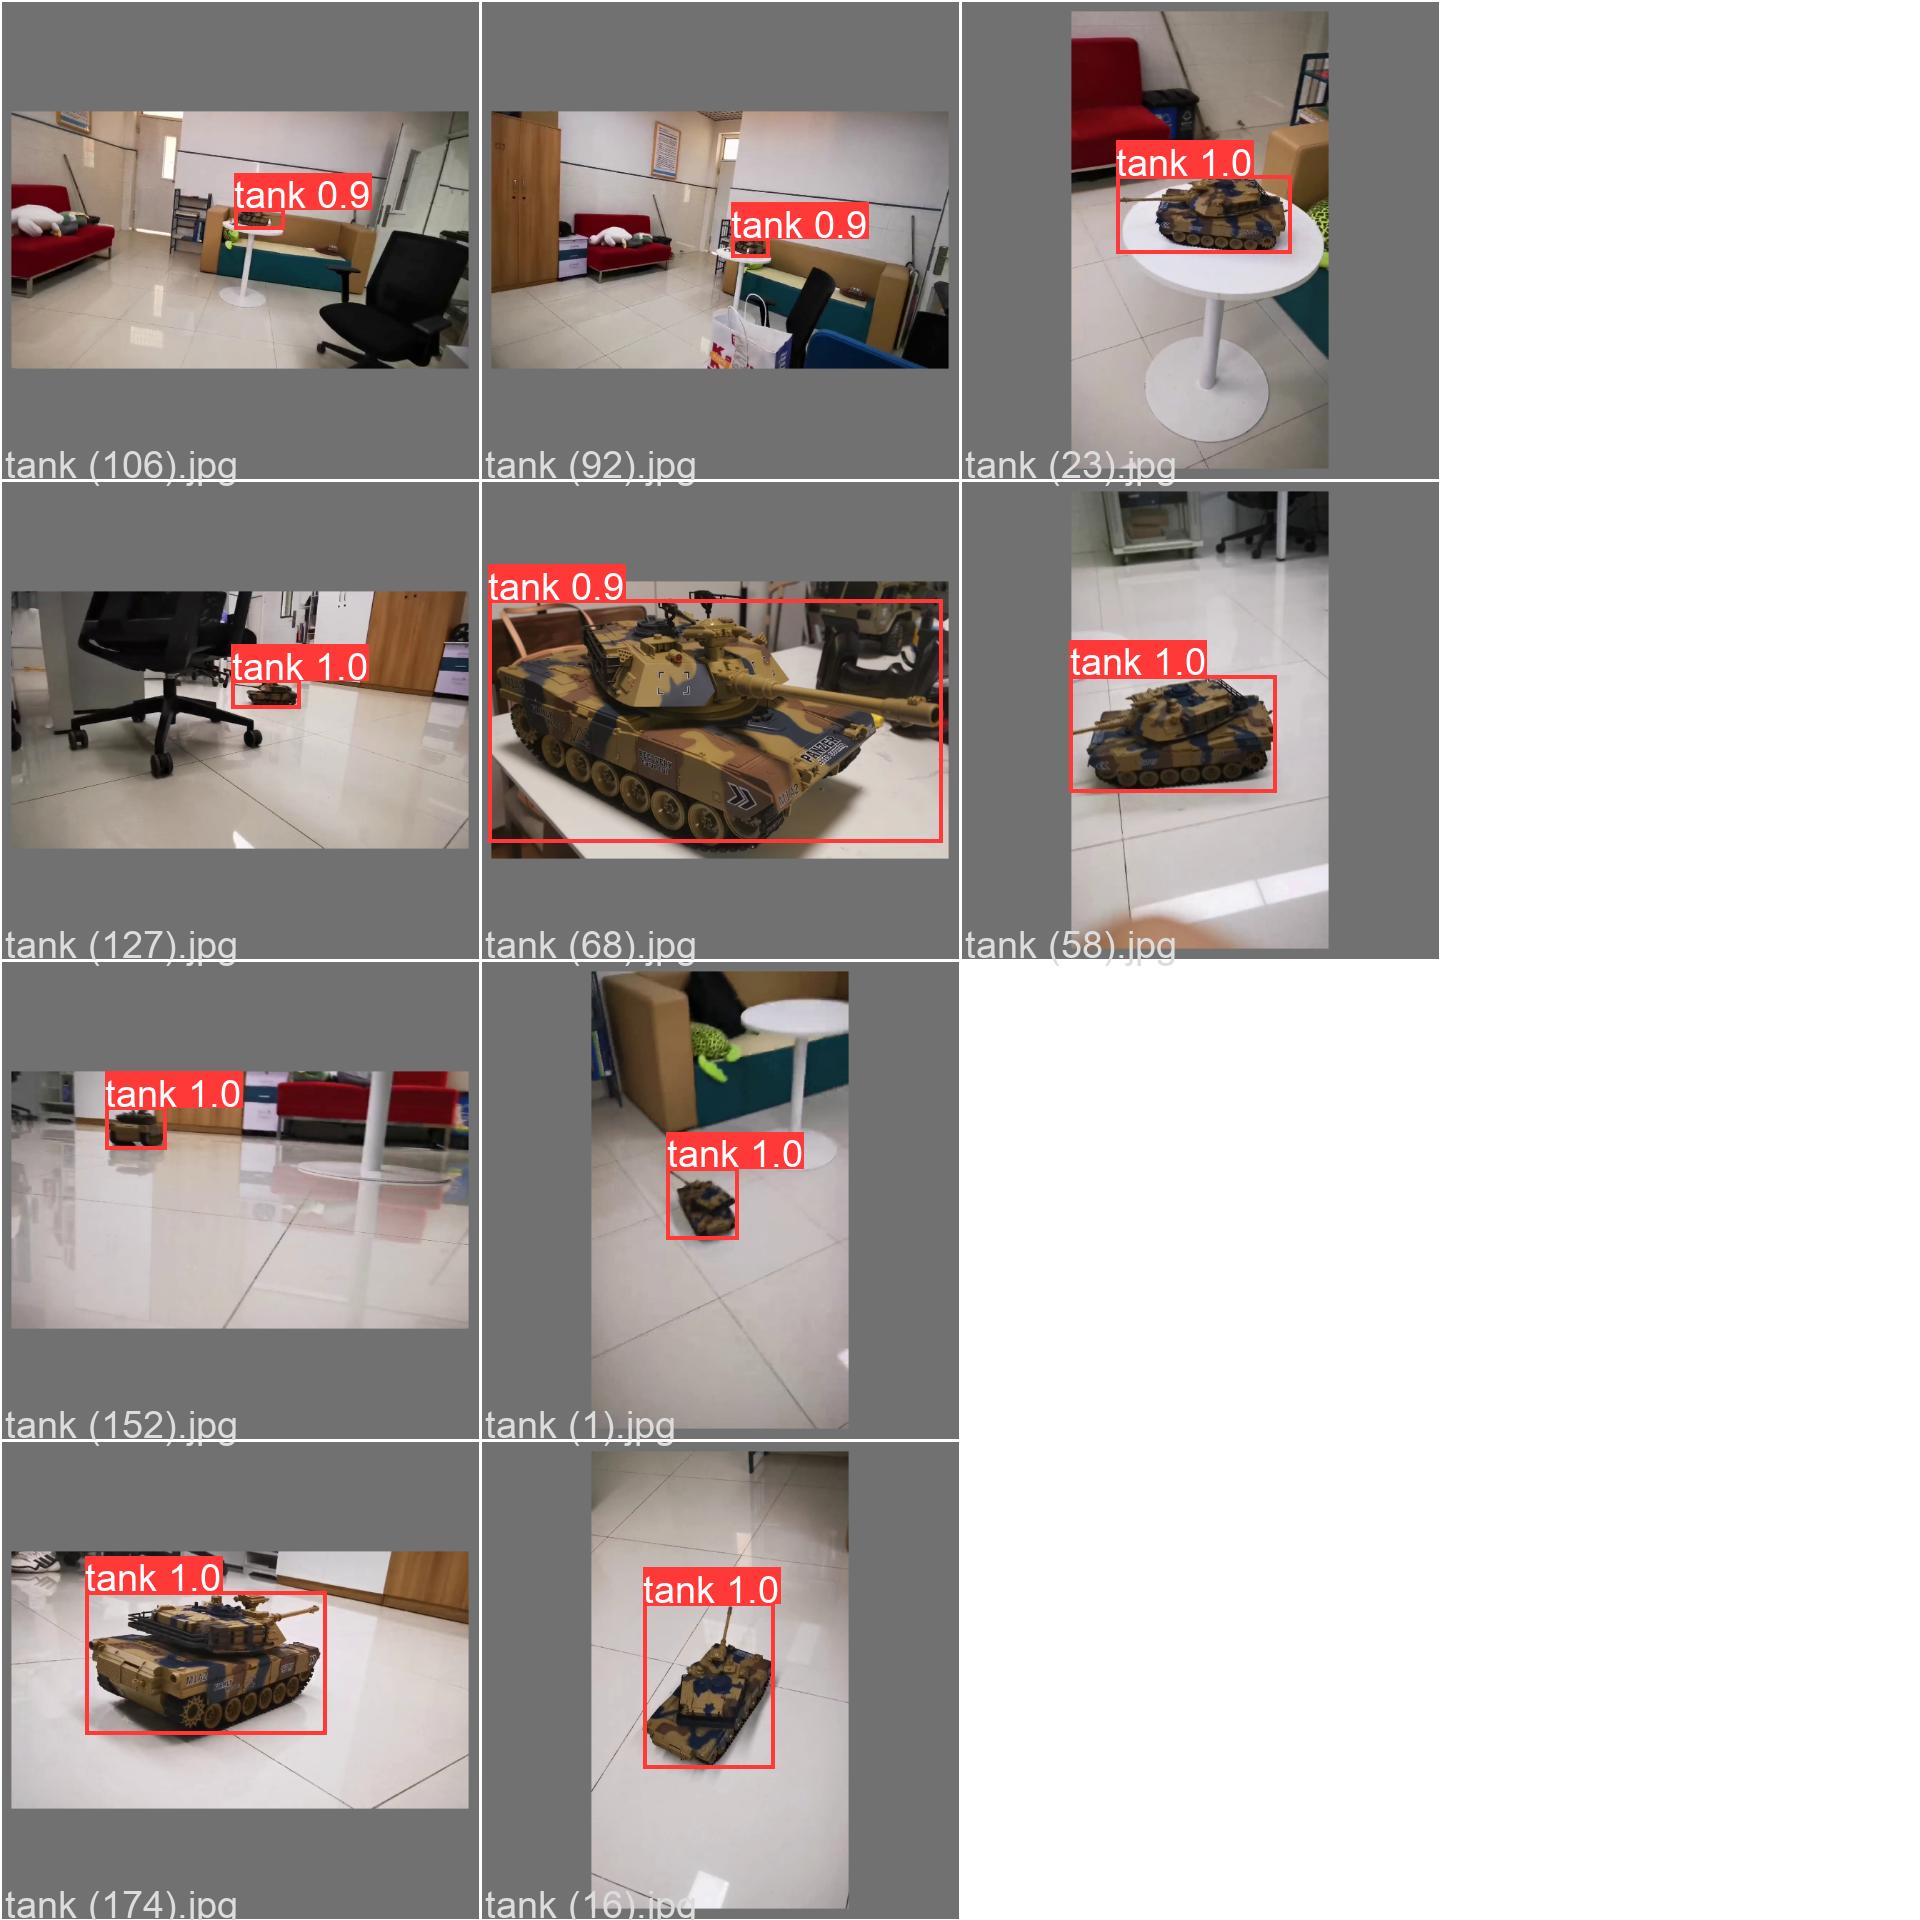 tank 0.9
tank (106).jpg
tank 0.9
tank (92).jpg
tank 1.0
tank (23).jpg
tank 1.0
tank (127).jpg
tank 0.9
PANZER
M1A2
tank (68).jpg
tank 1.0
tank (58).jpg
tank 1.0
tank (152).jpg
tank 1.0
tank (1).jpg
tank 1.0
M1A2
tank (174).jpg
tank 1.0
tank (16).jpg